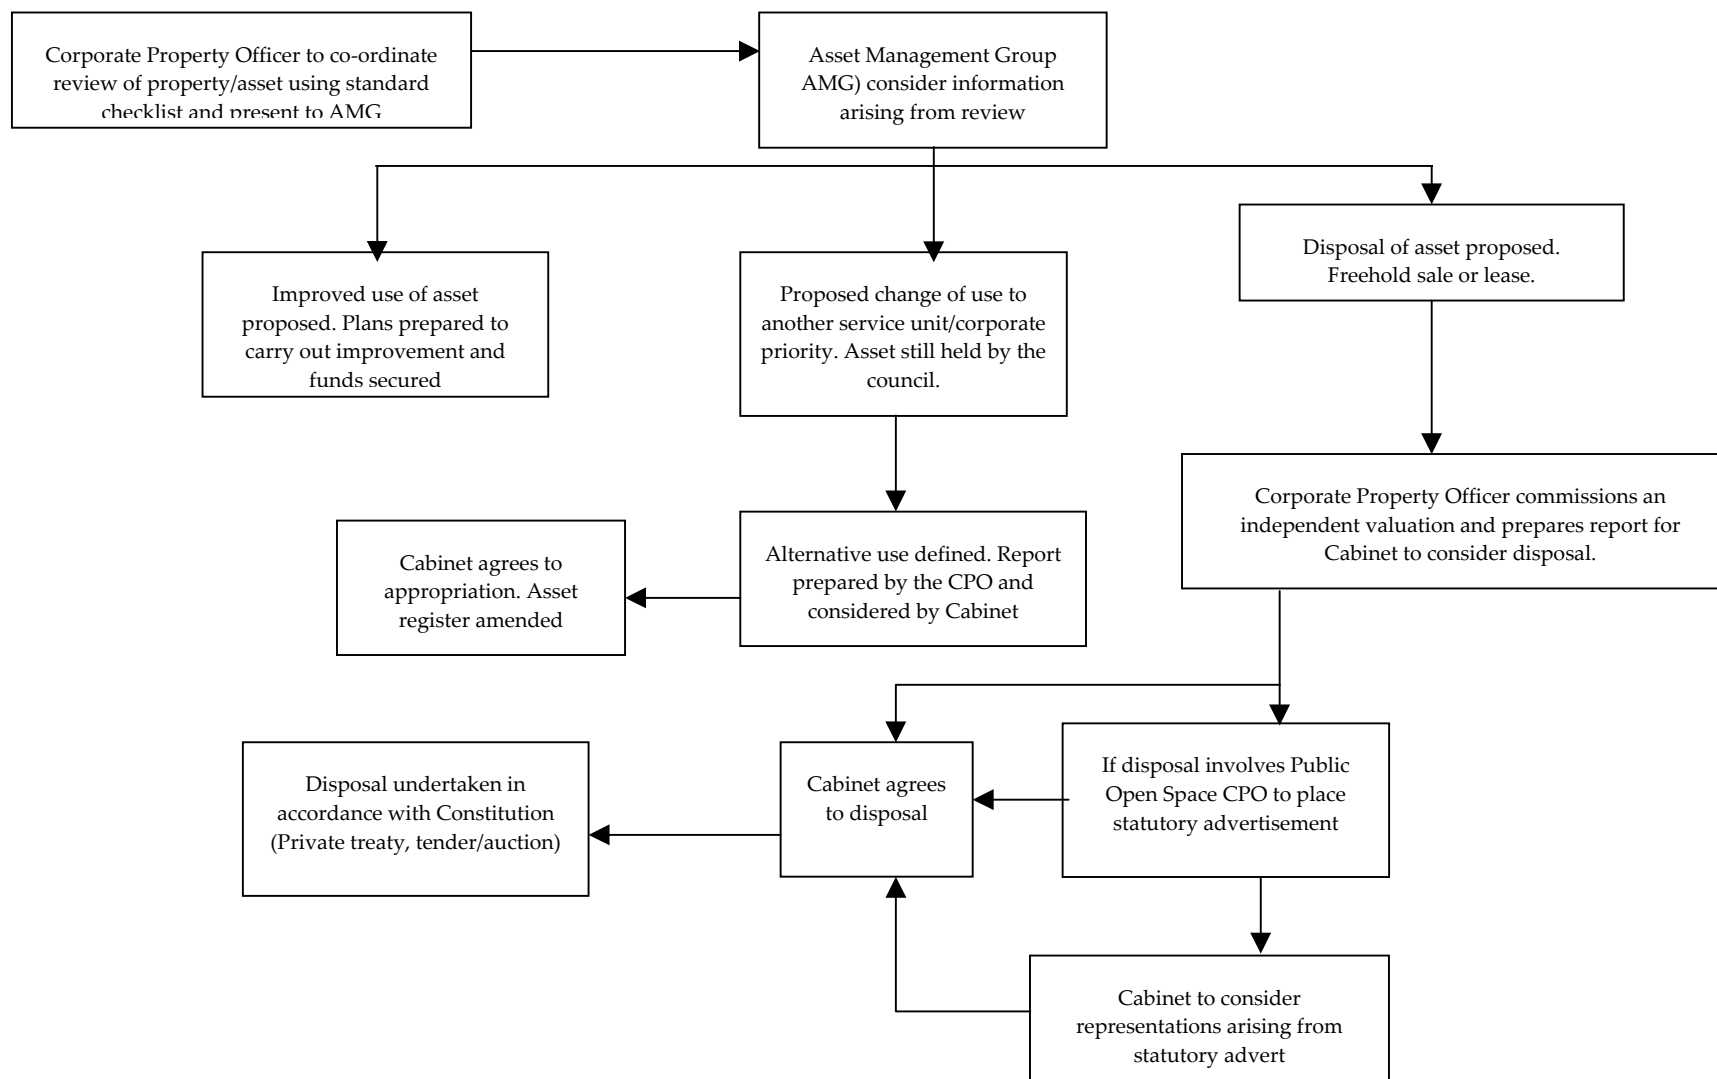 Corporate Property Officer to co-ordinate
review of property/asset using standard
checklist and present to AMG
Asset Management Group
AMG) consider information
arising from review
Improved use of asset
proposed. Plans prepared to
carry out improvement and
funds secured
Proposed change of use to
another service unit/corporate
priority. Asset still held by the
council.
Disposal of asset proposed.
Freehold sale or lease.
Corporate Property Officer commissions an
independent valuation and prepares report for
Cabinet to consider disposal.
Cabinet agrees to
appropriation. Asset
register amended
Alternative use defined. Report
prepared by the CPO and
considered by Cabinet
Disposal undertaken in
accordance with Constitution
(Private treaty, tender/auction)
Cabinet agrees
to disposal
If disposal involves Public
Open Space CPO to place
statutory advertisement
Cabinet to consider
representations arising from
statutory advert